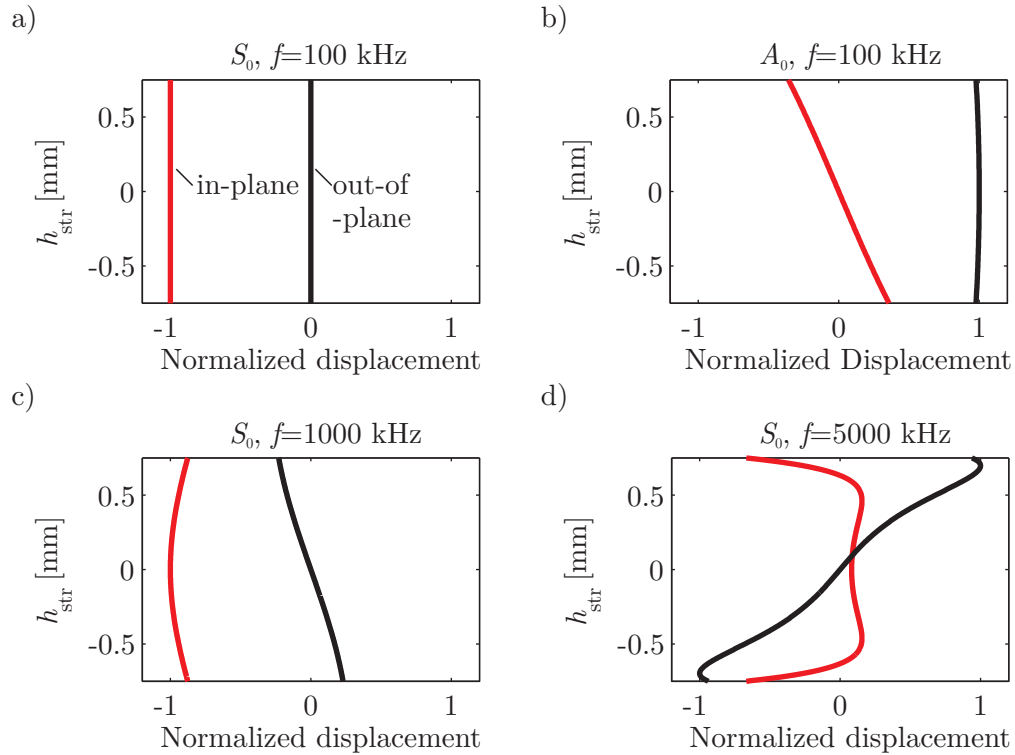 a)
S₀, f=100 kHz
0.5
0
-0.5
h_str [mm]
in-plane
out-of
-plane
-1 0 1
Normalized displacement
b)
A₀, f=100 kHz
0.5
0
-0.5
h_str [mm]
-1 0 1
Normalized Displacement
c)
S₀, f=1000 kHz
0.5
0
-0.5
h_str [mm]
-1 0 1
Normalized displacement
d)
S₀, f=5000 kHz
0.5
0
-0.5
h_str [mm]
-1 0 1
Normalized displacement